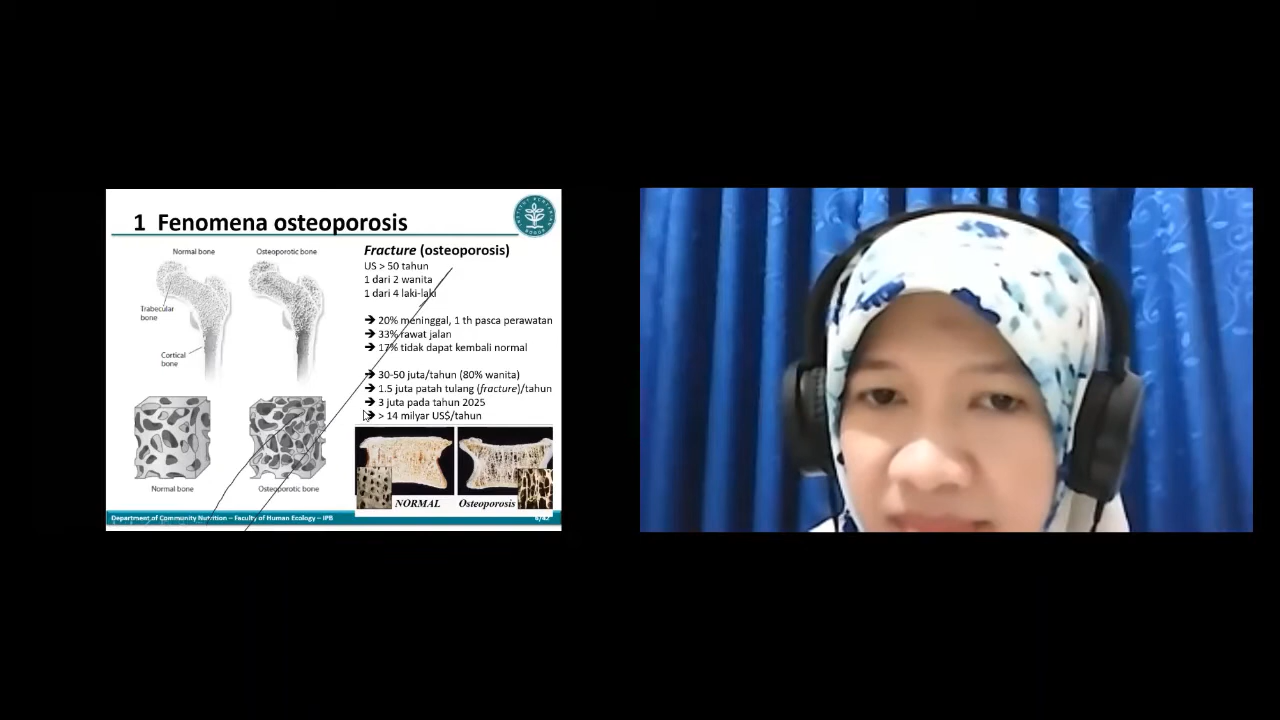 1 Fenomena osteoporosis
Normal bone
Osteoporotic bone
Trabecular
bone
Cortical
bone
Normal bone
Osteoporotic bone
Fracture (osteoporosis)
US > 50 tahun
1 dari 2 wanita
1 dari 4 laki-laki
➔ 20% meninggal, 1 th pasca perawatan
➔ 33% rawat jalan
➔ 17% tidak dapat kembali normal
➔ 30-50 juta/tahun (80% wanita)
➔ 1.5 juta patah tulang (fracture)/tahun
➔ 3 juta pada tahun 2025
➔ > 14 milyar US$/tahun
NORMAL
Osteoporosis
Department of Community Nutrition – Faculty of Human Ecology – IPB